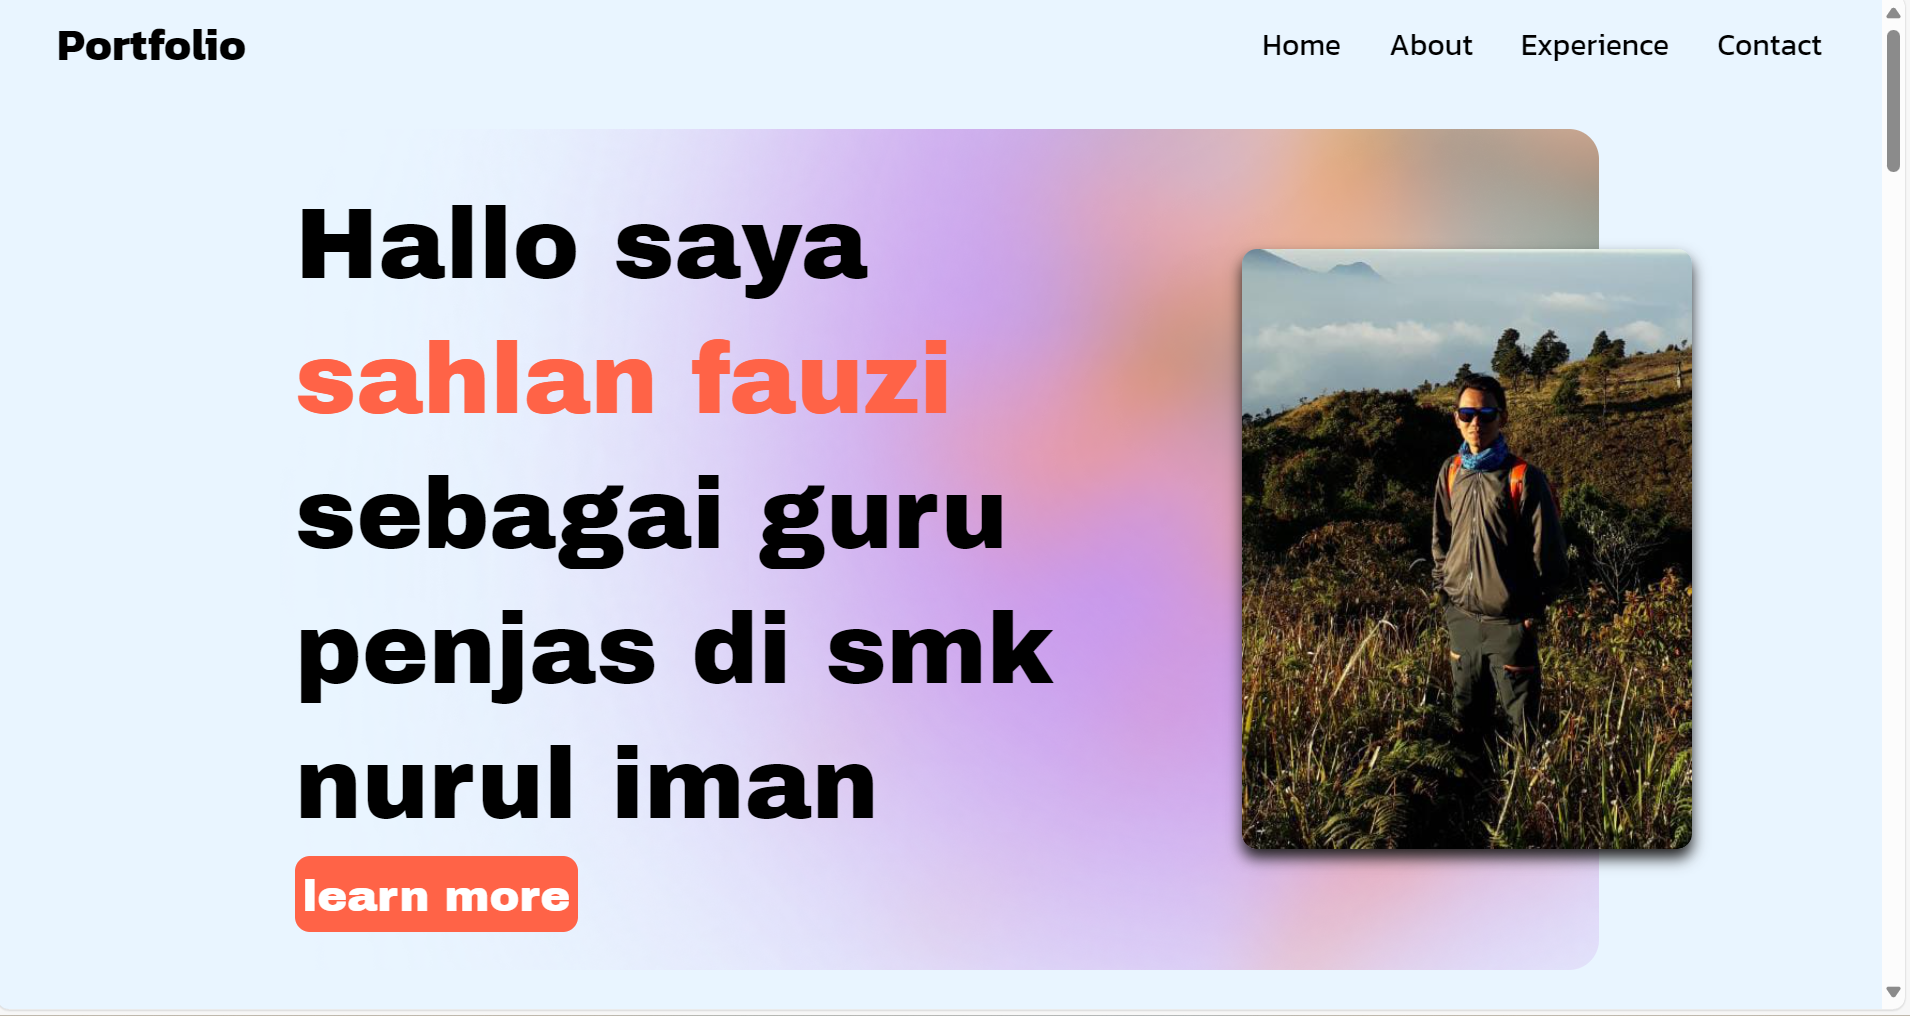 Portfolio
Home About Experience Contact
Hallo saya
sahlan fauzi
sebagai guru
penjas di smk
nurul iman
learn more